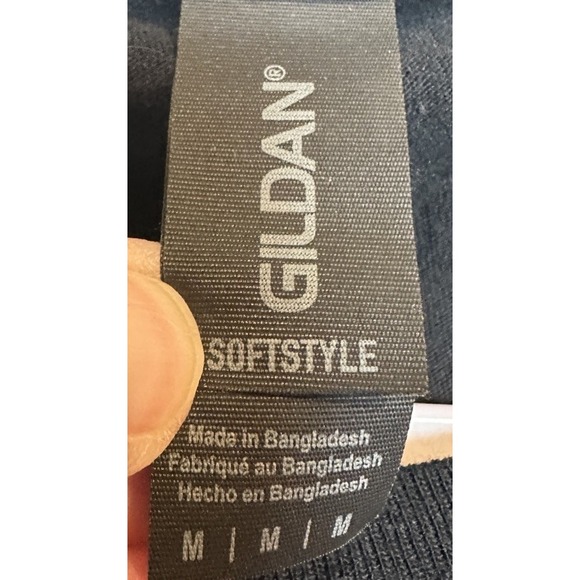 GILDAN®
SOFTSTYLE
Made in Bangladesh
Fabriqué au Bangladesh
Hecho en Bangladesh
M | M | M